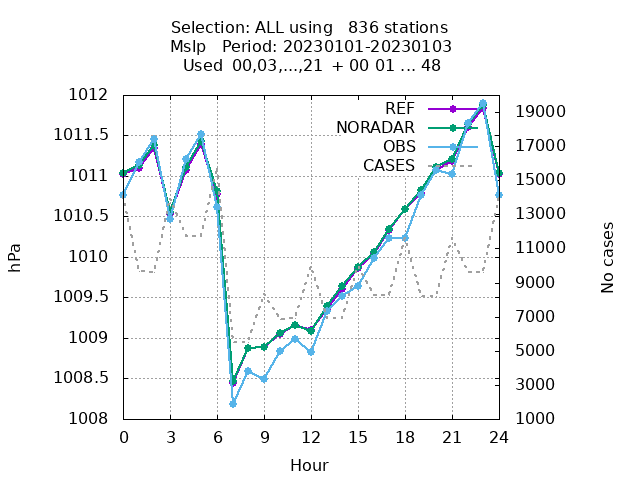 Selection: ALL using   836 stations
Mslp   Period: 20230101-20230103
Used  00,03,...,21  + 00 01 ... 48
REF
NORADAR
OBS
CASES
1012
1011.5
1011
1010.5
1010
1009.5
1009
1008.5
1008
19000
17000
15000
13000
11000
9000
7000
5000
3000
1000
hPa
No cases
0 3 6 9 12 15 18 21 24
Hour